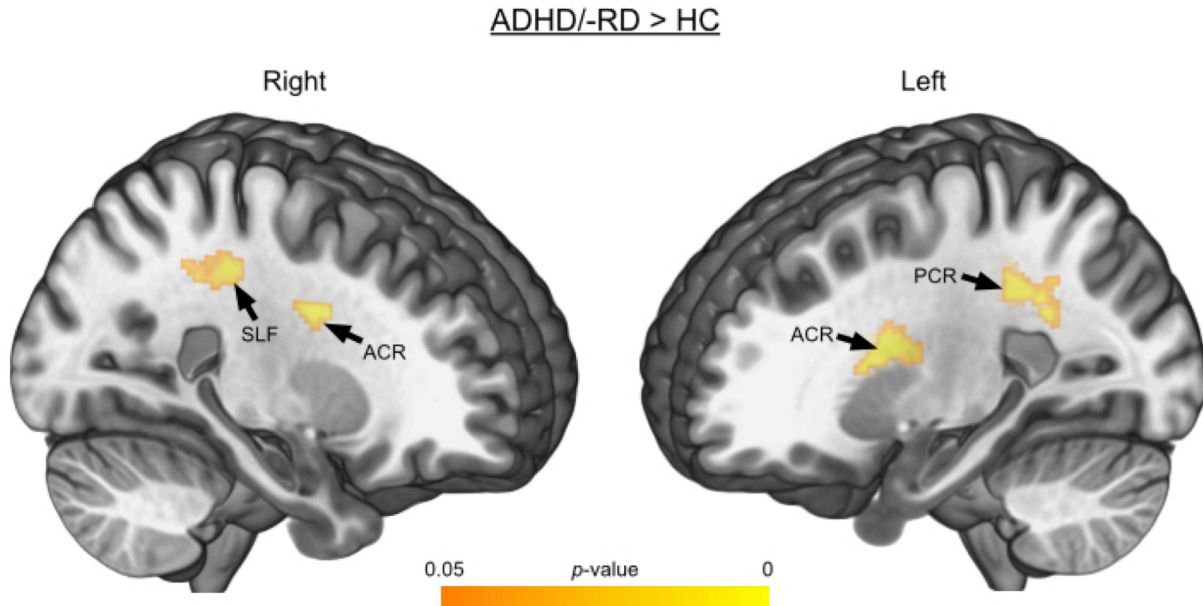 ADHD/-RD > HC
Right
Left
SLF
ACR
PCR
ACR
0.05 p-value 0